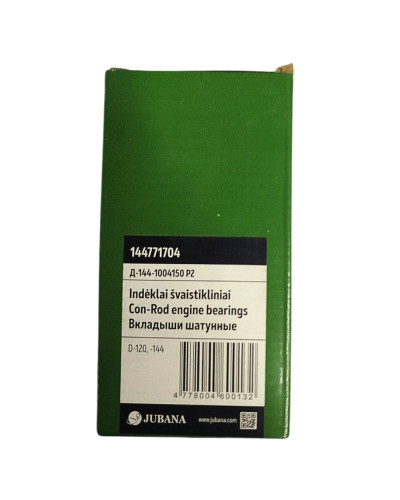 144771704
Д-144-1004150 P2
Indėklai švaistikliniai
Con-Rod engine bearings
Вкладыши шатунные
D-120, -144
4 778004 600132
JUBANA www.jubana.com